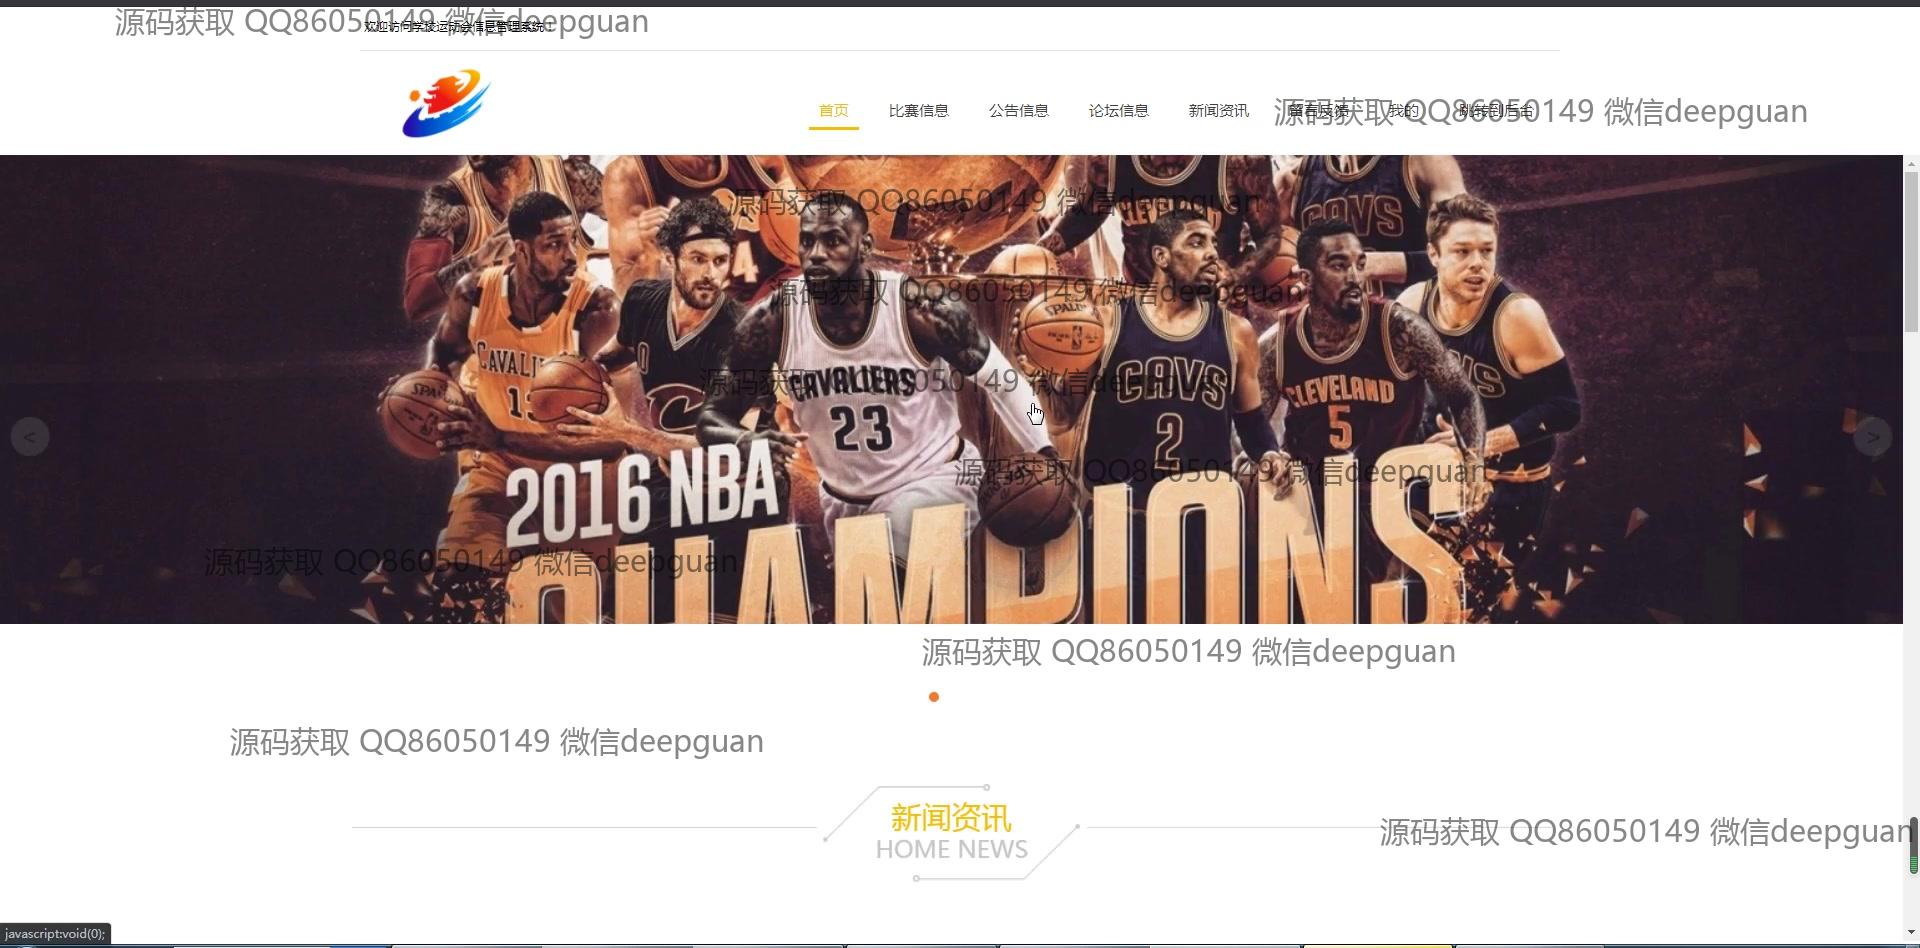 源码获取 QQ86050149 微信deepguan
欢迎访问学校运动会信息管理系统！
首页 比赛信息 公告信息 论坛信息 新闻资讯 留言反馈 我的 跳转到后台
源码获取 QQ86050149 微信deepguan
源码获取 QQ86050149 微信deepguan
CAVS
源码获取 QQ86050149 微信deepguan
SPALDING
CAVALIERS
23
CAVS
2
CLEVELAND
5
源码获取 QQ86050149 微信deepguan
<
>
源码获取 QQ86050149 微信deepguan
2016 NBA
CHAMPIONS
源码获取 QQ86050149 微信deepguan
源码获取 QQ86050149 微信deepguan
源码获取 QQ86050149 微信deepguan
新闻资讯
HOME NEWS
源码获取 QQ86050149 微信deepguan
javascript:void(0);